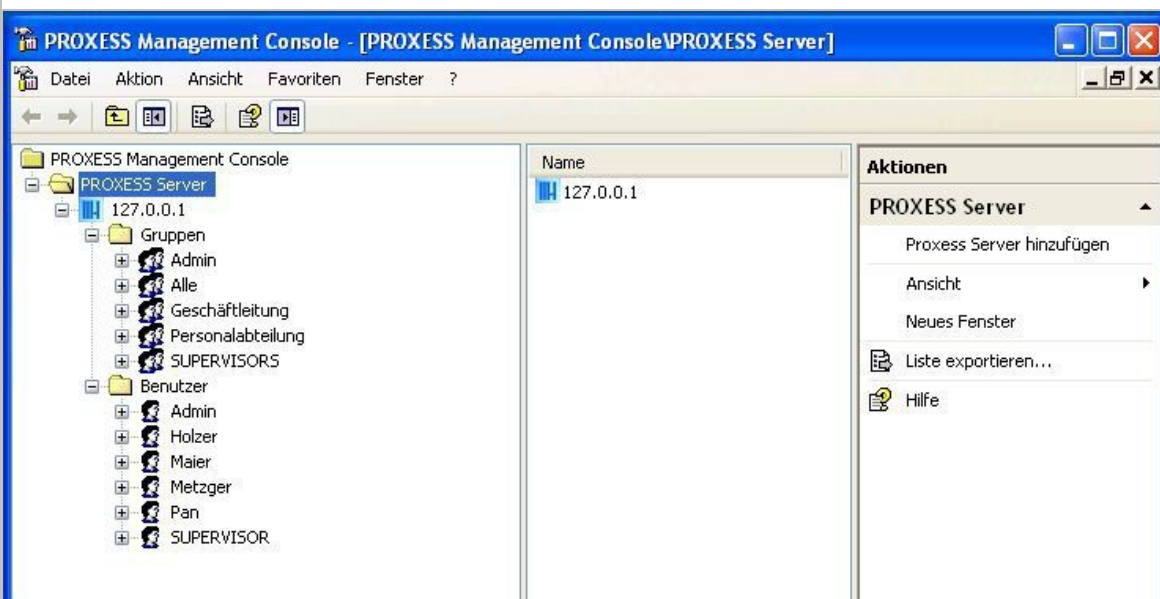 PROXESS Management Console - [PROXESS Management Console\PROXESS Server]
Datei Aktion Ansicht Favoriten Fenster ?
PROXESS Management Console
PROXESS Server
127.0.0.1
Gruppen
Admin
Alle
Geschäftleitung
Personalabteilung
SUPERVISORS
Benutzer
Admin
Holzer
Maier
Metzger
Pan
SUPERVISOR
Name
127.0.0.1
Aktionen
PROXESS Server
Proxess Server hinzufügen
Ansicht
Neues Fenster
Liste exportieren...
Hilfe